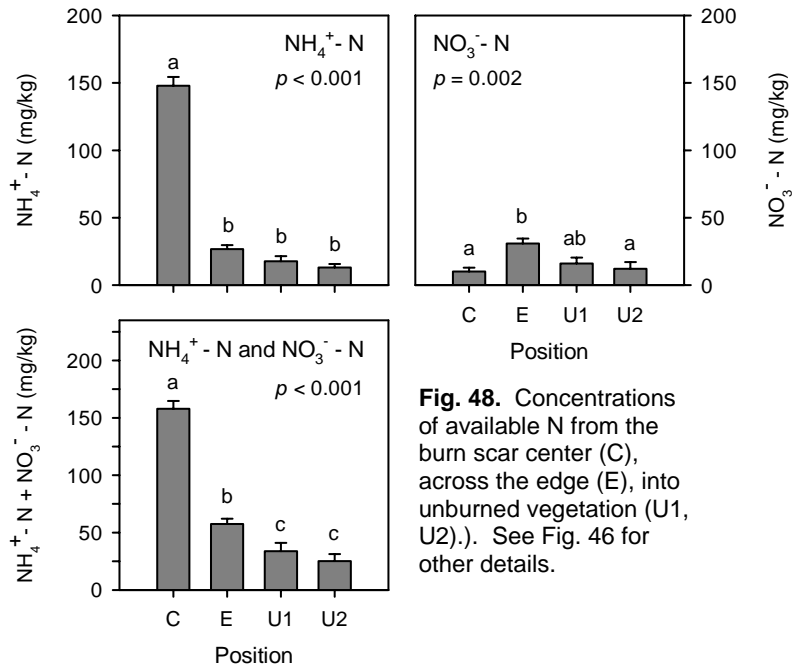 NH₄⁺- N (mg/kg)
200
150
100
50
0
NH₄⁺- N
p < 0.001
a
b
b
b
NO₃⁻- N
p = 0.002
a
b
ab
a
200
150
100
50
0
NO₃⁻ - N (mg/kg)
C E U1 U2
Position
NH₄⁺- N + NO₃⁻ - N (mg/kg)
200
150
100
50
0
NH₄⁺ - N and NO₃⁻ - N
p < 0.001
a
b
c
c
C E U1 U2
Position
Fig. 48. Concentrations
of available N from the
burn scar center (C),
across the edge (E), into
unburned vegetation (U1,
U2).). See Fig. 46 for
other details.